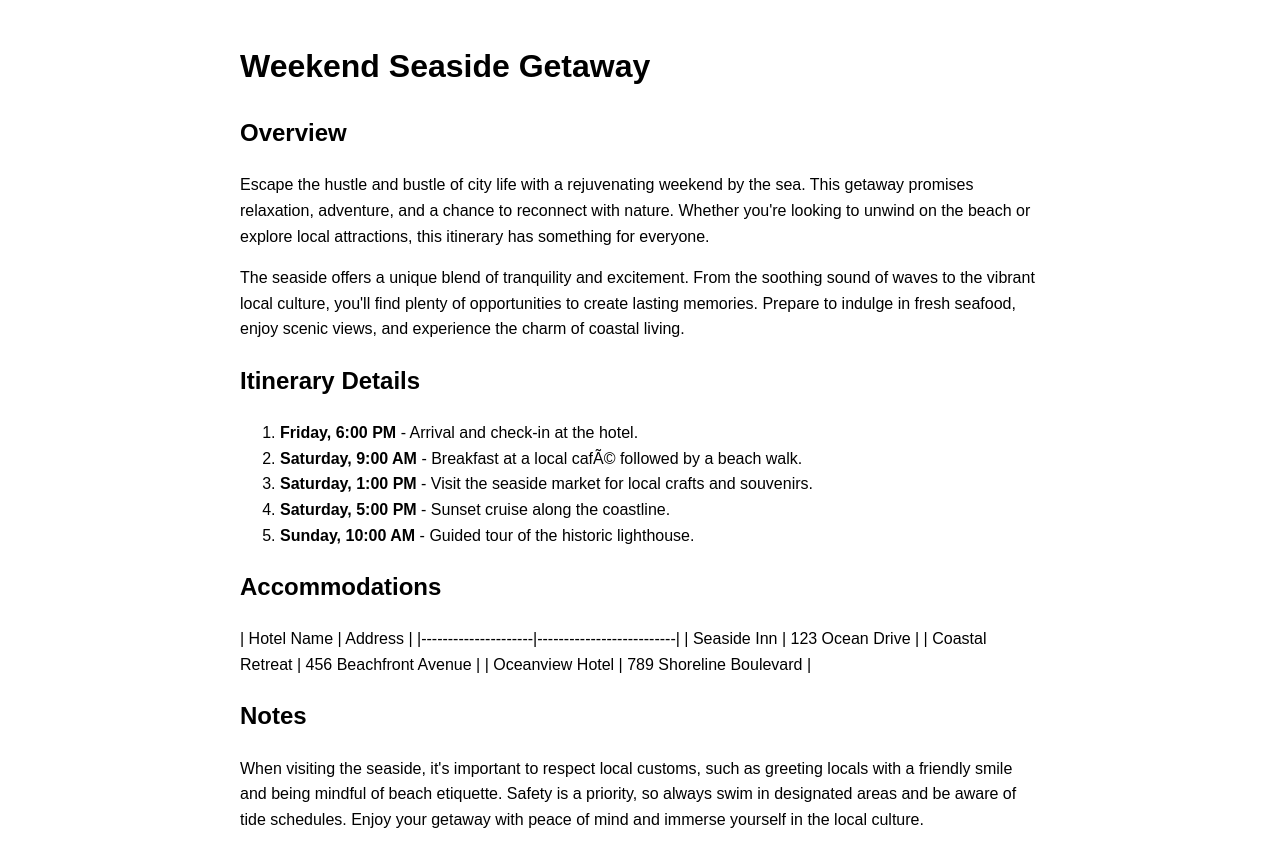 Weekend Seaside Getaway
Overview
Escape the hustle and bustle of city life with a rejuvenating weekend by the sea. This getaway promises
relaxation, adventure, and a chance to reconnect with nature. Whether you're looking to unwind on the beach or
explore local attractions, this itinerary has something for everyone.
The seaside offers a unique blend of tranquility and excitement. From the soothing sound of waves to the vibrant
local culture, you'll find plenty of opportunities to create lasting memories. Prepare to indulge in fresh seafood,
enjoy scenic views, and experience the charm of coastal living.
Itinerary Details
1. Friday, 6:00 PM - Arrival and check-in at the hotel.
2. Saturday, 9:00 AM - Breakfast at a local cafÃ© followed by a beach walk.
3. Saturday, 1:00 PM - Visit the seaside market for local crafts and souvenirs.
4. Saturday, 5:00 PM - Sunset cruise along the coastline.
5. Sunday, 10:00 AM - Guided tour of the historic lighthouse.
Accommodations
| Hotel Name | Address | |---------------------|--------------------------| | Seaside Inn | 123 Ocean Drive | | Coastal
Retreat | 456 Beachfront Avenue | | Oceanview Hotel | 789 Shoreline Boulevard |
Notes
When visiting the seaside, it's important to respect local customs, such as greeting locals with a friendly smile
and being mindful of beach etiquette. Safety is a priority, so always swim in designated areas and be aware of
tide schedules. Enjoy your getaway with peace of mind and immerse yourself in the local culture.